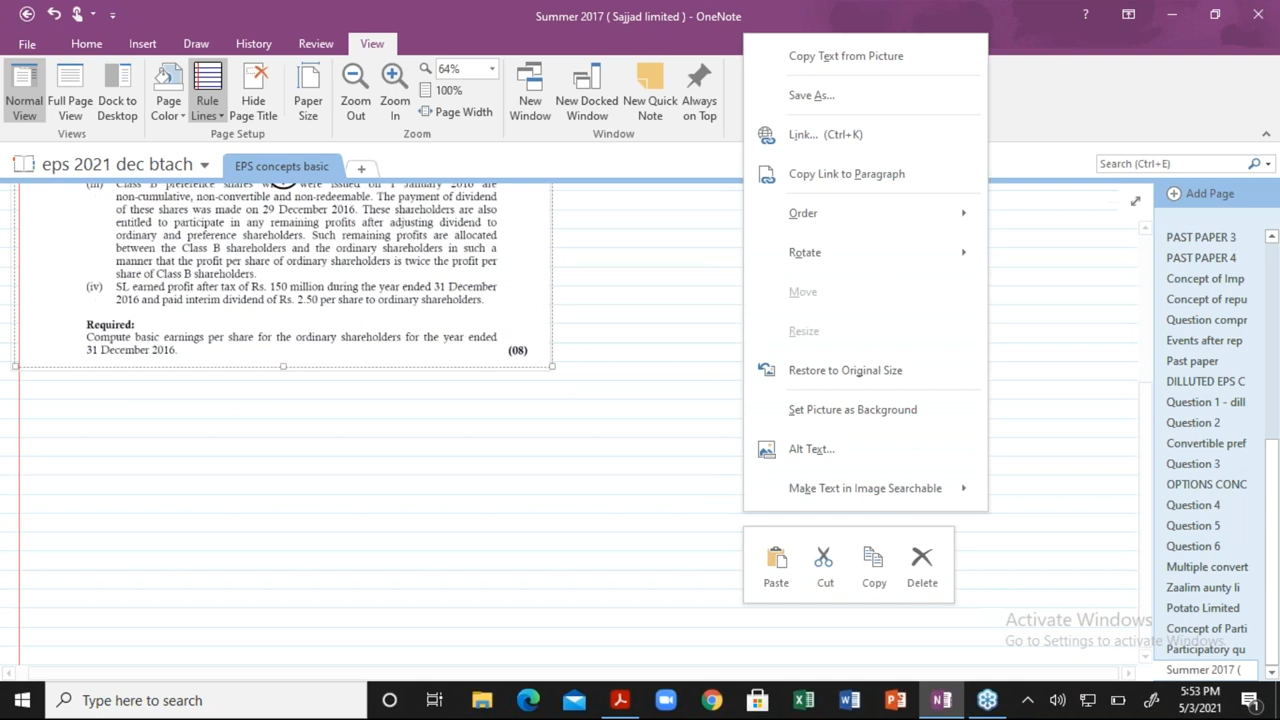 Summer 2017 ( Sajjad limited ) - OneNote
?
File
Home
Insert
Draw
History
Review
View
Normal View
Full Page View
Dock to Desktop
Views
Page Color
Rule Lines
Hide Page Title
Paper Size
Page Setup
Zoom Out
Zoom In
64%
100%
Page Width
Zoom
New Window
New Docked Window
New Quick Note
Always on Top
Window
eps 2021 dec btach
EPS concepts basic
+
Search (Ctrl+E)
(iii) Class B preference shares were issued on 1 January 2016 are
non-cumulative, non-convertible and non-redeemable. The payment of dividend
of these shares was made on 29 December 2016. These shareholders are also
entitled to participate in any remaining profits after adjusting dividend to
ordinary and preference shareholders. Such remaining profits are allocated
between the Class B shareholders and the ordinary shareholders in such a
manner that the profit per share of ordinary shareholders is twice the profit per
share of Class B shareholders.
(iv) SL earned profit after tax of Rs. 150 million during the year ended 31 December
2016 and paid interim dividend of Rs. 2.50 per share to ordinary shareholders.
Required:
Compute basic earnings per share for the ordinary shareholders for the year ended
31 December 2016. (08)
Copy Text from Picture
Save As...
Link... (Ctrl+K)
Copy Link to Paragraph
Order
Rotate
Move
Resize
Restore to Original Size
Set Picture as Background
Alt Text...
Make Text in Image Searchable
Paste
Cut
Copy
Delete
Add Page
PAST PAPER 3
PAST PAPER 4
Concept of Imp
Concept of repu
Question compr
Events after rep
Past paper
DILLUTED EPS C
Question 1 - dill
Question 2
Convertible pref
Question 3
OPTIONS CONC
Question 4
Question 5
Question 6
Multiple convert
Zaalim aunty li
Potato Limited
Concept of Parti
Participatory qu
Summer 2017 (
Activate Windows
Go to Settings to activate Windows.
Type here to search
5:53 PM
5/3/2021
1